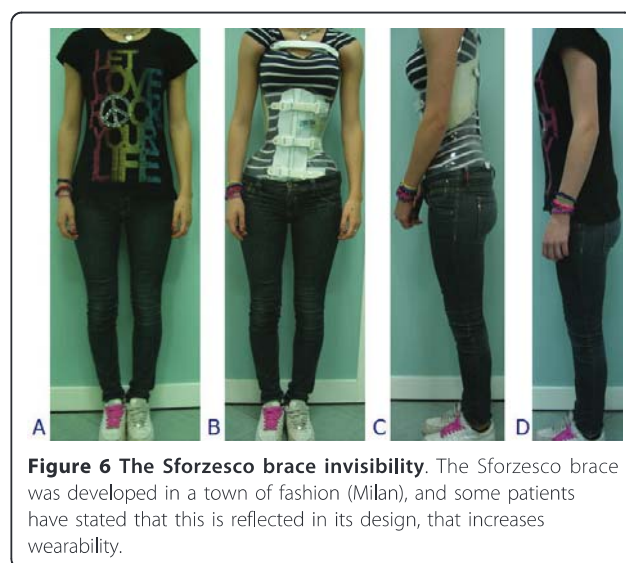 LET
LOVE
YOUR
LIFE
A
B
C
D
Figure 6 The Sforzesco brace invisibility. The Sforzesco brace
was developed in a town of fashion (Milan), and some patients
have stated that this is reflected in its design, that increases
wearability.